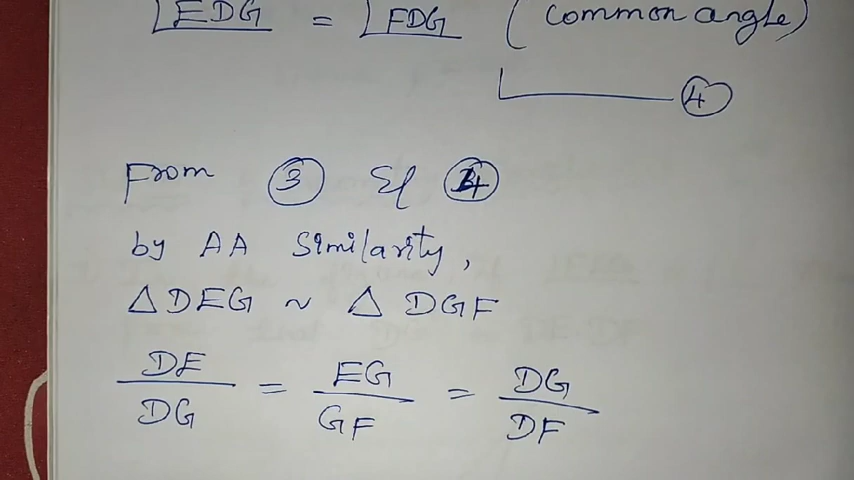 ∠EDG = ∠FDG (common angle)
④
From ③ & ④
by AA Similarity,
△DEG ~ △DGF
DE/DG = EG/GF = DG/DF